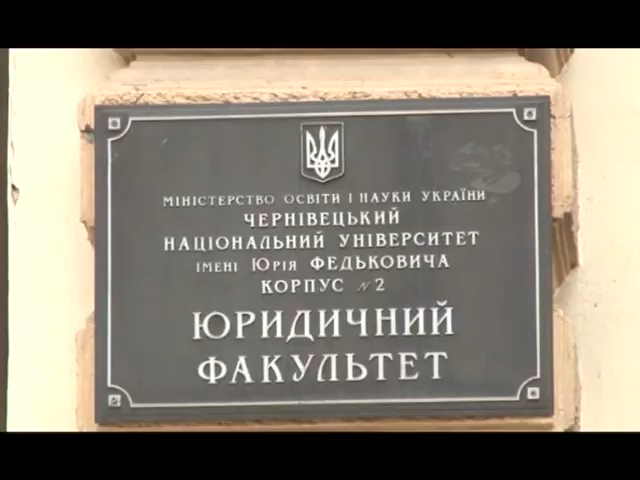 МІНІСТЕРСТВО ОСВІТИ І НАУКИ УКРАЇНИ
ЧЕРНІВЕЦЬКИЙ
НАЦІОНАЛЬНИЙ УНІВЕРСИТЕТ
ІМЕНІ ЮРІЯ ФЕДЬКОВИЧА
КОРПУС №2
ЮРИДИЧНИЙ
ФАКУЛЬТЕТ